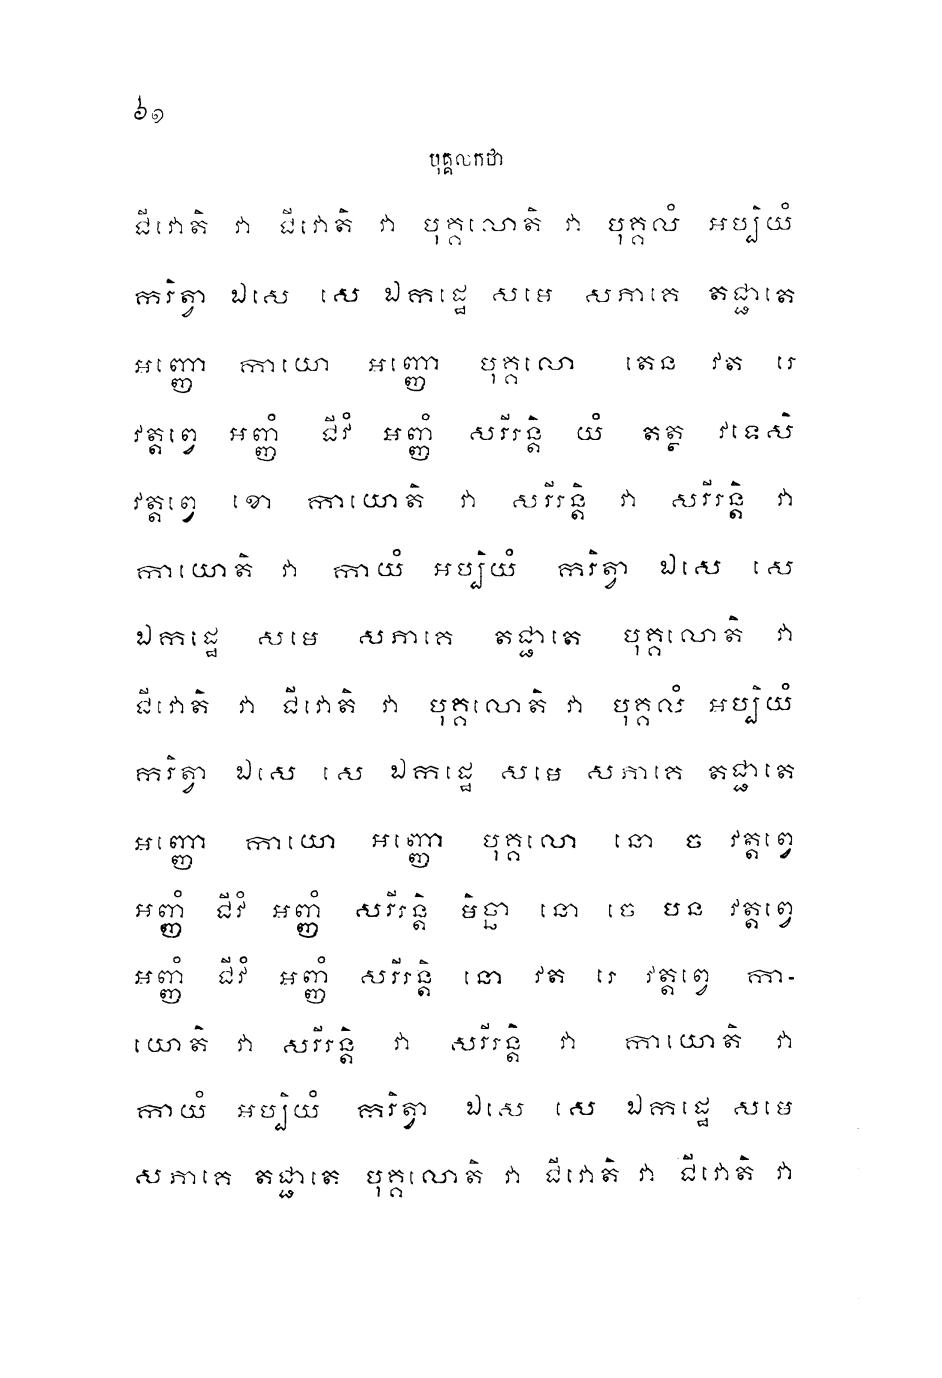 ៦១
បុគ្គលកថា
ជីវោតិ វា ជីវោតិ វា បុគ្គលោតិ វា បុគ្គលំ អប្បិយំ
ករិត្វា ឯសេ សេ ឯកដ្ឋេ សមេ សភាគេ តជ្ជាតេ
អញ្ញោ កាយោ អញ្ញោ បុគ្គលោ តេន វត រេ
វត្តព្វេ អញ្ញំ ជីវំ អញ្ញំ សរីរន្តិ យំ តត្ថ វទេសិ
វត្តព្វេ ខោ កាយោតិ វា សរីរន្តិ វា សរីរន្តិ វា
កាយោតិ វា កាយំ អប្បិយំ ករិត្វា ឯសេ សេ
ឯកដ្ឋេ សមេ សភាគេ តជ្ជាតេ បុគ្គលោតិ វា
ជីវោតិ វា ជីវោតិ វា បុគ្គលោតិ វា បុគ្គលំ អប្បិយំ
ករិត្វា ឯសេ សេ ឯកដ្ឋេ សមេ សភាគេ តជ្ជាតេ
អញ្ញោ កាយោ អញ្ញោ បុគ្គលោ នោ ច វត្តព្វេ
អញ្ញំ ជីវំ អញ្ញំ សរីរន្តិ មិច្ឆា នោ ចេ បន វត្តព្វេ
អញ្ញំ ជីវំ អញ្ញំ សរីរន្តិ នោ វត រេ វត្តព្វេ កា-
យោតិ វា សរីរន្តិ វា សរីរន្តិ វា កាយោតិ វា
កាយំ អប្បិយំ ករិត្វា ឯសេ សេ ឯកដ្ឋេ សមេ
សភាគេ តជ្ជាតេ បុគ្គលោតិ វា ជីវោតិ វា ជីវោតិ វា